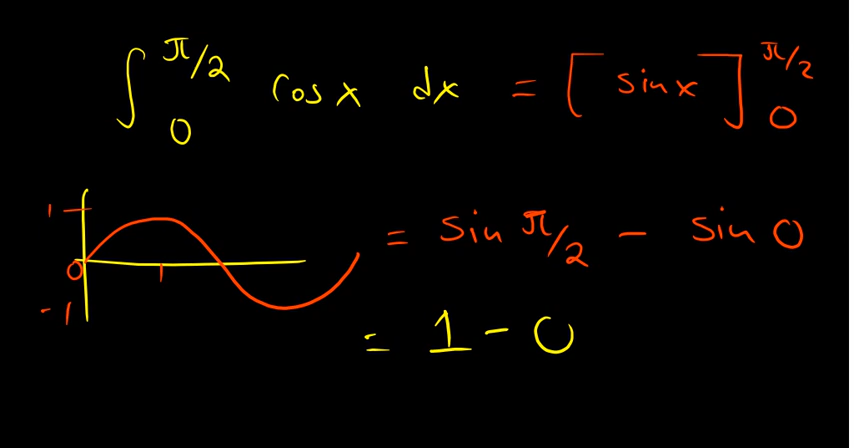 ∫ π/2 0 cos x dx = [ sin x ] π/2 0
1
= sin π/2 − sin 0
0 1
-1
= 1 − 0